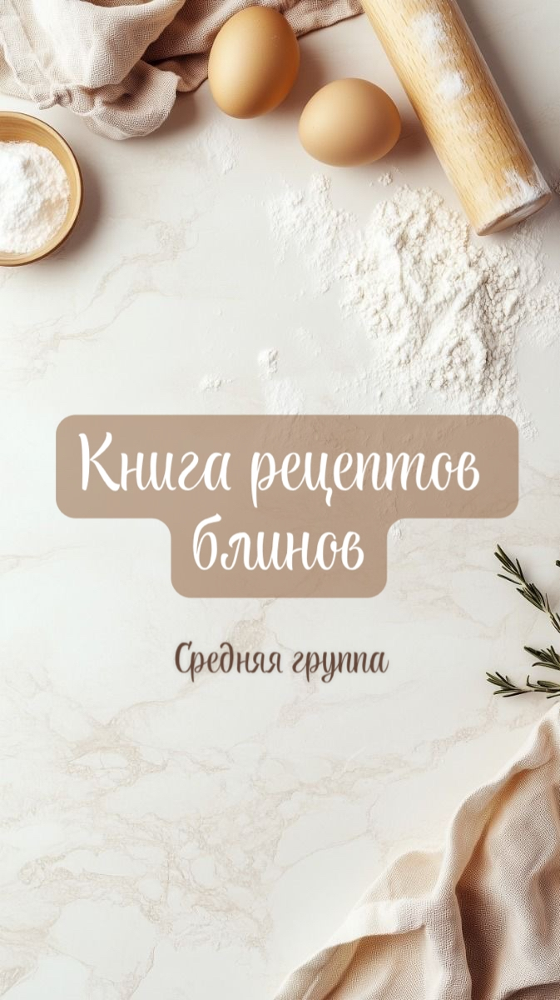 Книга рецептов
блинов
Средняя группа